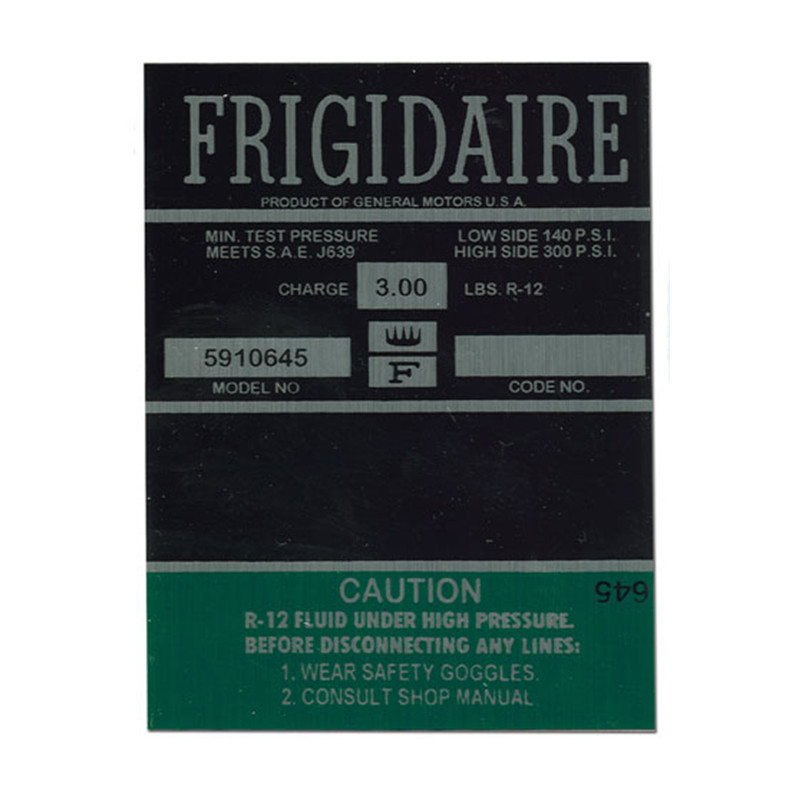 FRIGIDAIRE
PRODUCT OF GENERAL MOTORS U.S.A.
MIN. TEST PRESSURE
MEETS S.A.E. J639
LOW SIDE 140 P.S.I.
HIGH SIDE 300 P.S.I.
CHARGE 3.00 LBS. R-12
5910645
MODEL NO
F
CODE NO.
CAUTION
645
R-12 FLUID UNDER HIGH PRESSURE.
BEFORE DISCONNECTING ANY LINES:
1. WEAR SAFETY GOGGLES.
2. CONSULT SHOP MANUAL